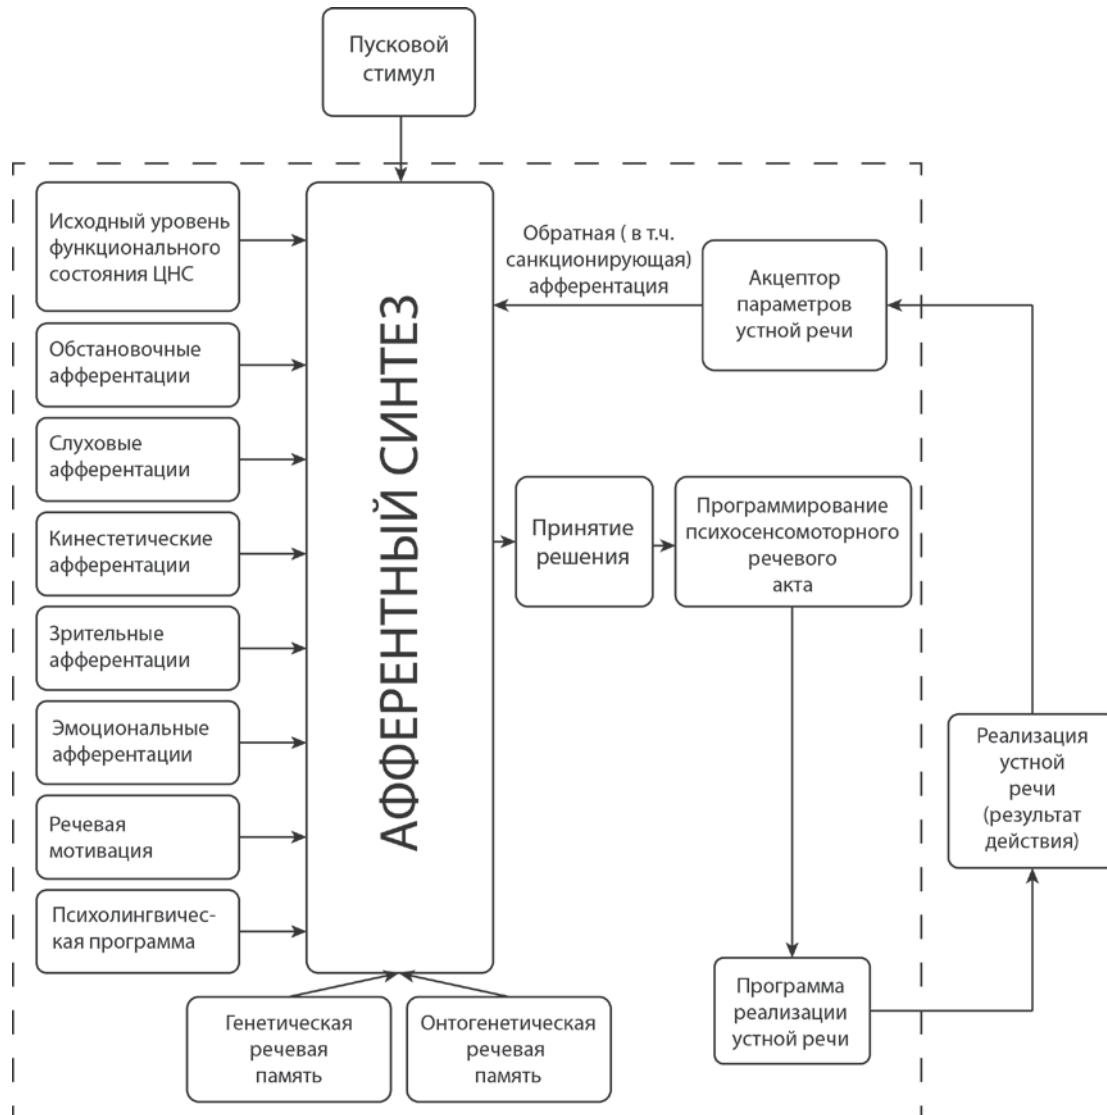 Пусковой
стимул
Исходный уровень
функционального
состояния ЦНС
Обстановочные
афферентации
Слуховые
афферентации
Кинестетические
афферентации
Зрительные
афферентации
Эмоциональные
афферентации
Речевая
мотивация
Психолингвичес-
кая программа
АФФЕРЕНТНЫЙ СИНТЕЗ
Генетическая
речевая
память
Онтогенетическая
речевая
память
Обратная ( в т.ч.
санкционирующая)
афферентация
Акцептор
параметров
устной речи
Принятие
решения
Программирование
психосенсомоторного
речевого
акта
Программа
реализации
устной речи
Реализация
устной
речи
(результат
действия)